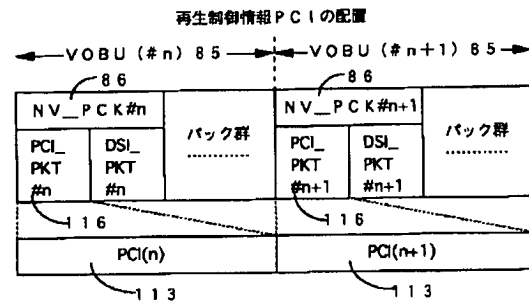 再生制御情報PCIの配置
VOBU (#n) 85
VOBU (#n+1) 85
86
86
NV__PCK#n
NV__PCK#n+1
PCI_
PKT
#n
DSI_
PKT
#n
パック群
PCI_
PKT
#n+1
DSI_
PKT
#n+1
パック群
116
116
PCI(n)
PCI(n+1)
113
113